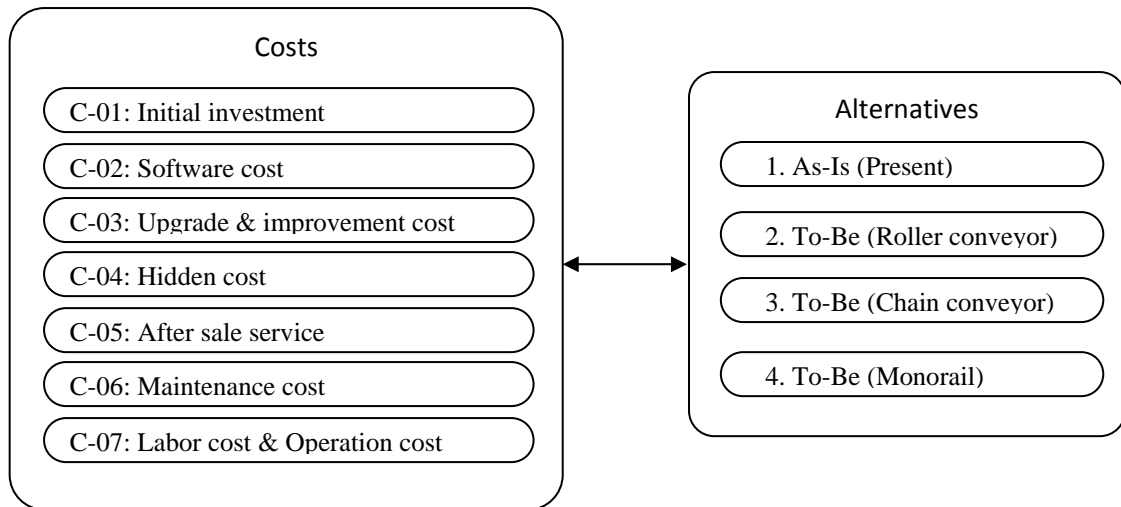 Costs
C-01: Initial investment
C-02: Software cost
C-03: Upgrade & improvement cost
C-04: Hidden cost
C-05: After sale service
C-06: Maintenance cost
C-07: Labor cost & Operation cost
Alternatives
1. As-Is (Present)
2. To-Be (Roller conveyor)
3. To-Be (Chain conveyor)
4. To-Be (Monorail)